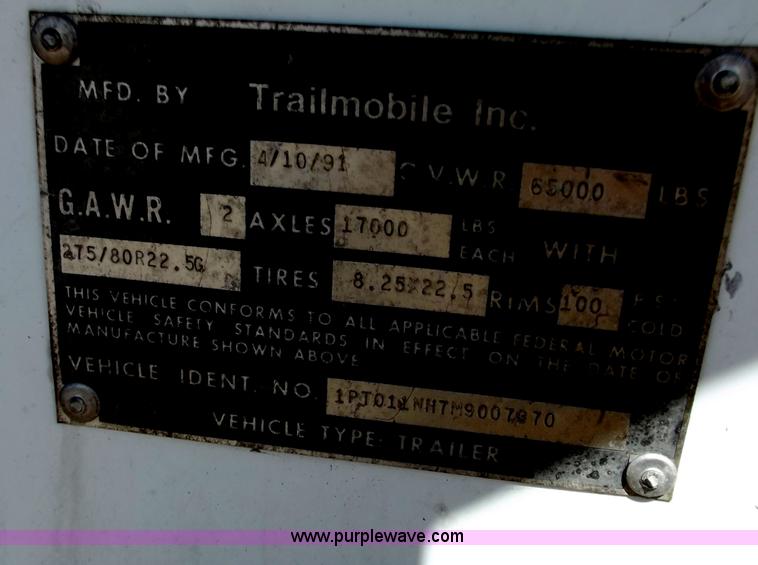 MFD. BY Trailmobile Inc.
DATE OF MFG. 4/10/91 G.V.W.R. 65000 LBS
G.A.W.R. 2 AXLES 17000 LBS EACH WITH
275/80R22.5G TIRES 8.25X22.5 RIMS 100 P.S.I. COLD
THIS VEHICLE CONFORMS TO ALL APPLICABLE FEDERAL MOTOR
VEHICLE SAFETY STANDARDS IN EFFECT ON THE DATE OF
MANUFACTURE SHOWN ABOVE
VEHICLE IDENT. NO.
VEHICLE TYPE: TRAILER
www.purplewave.com